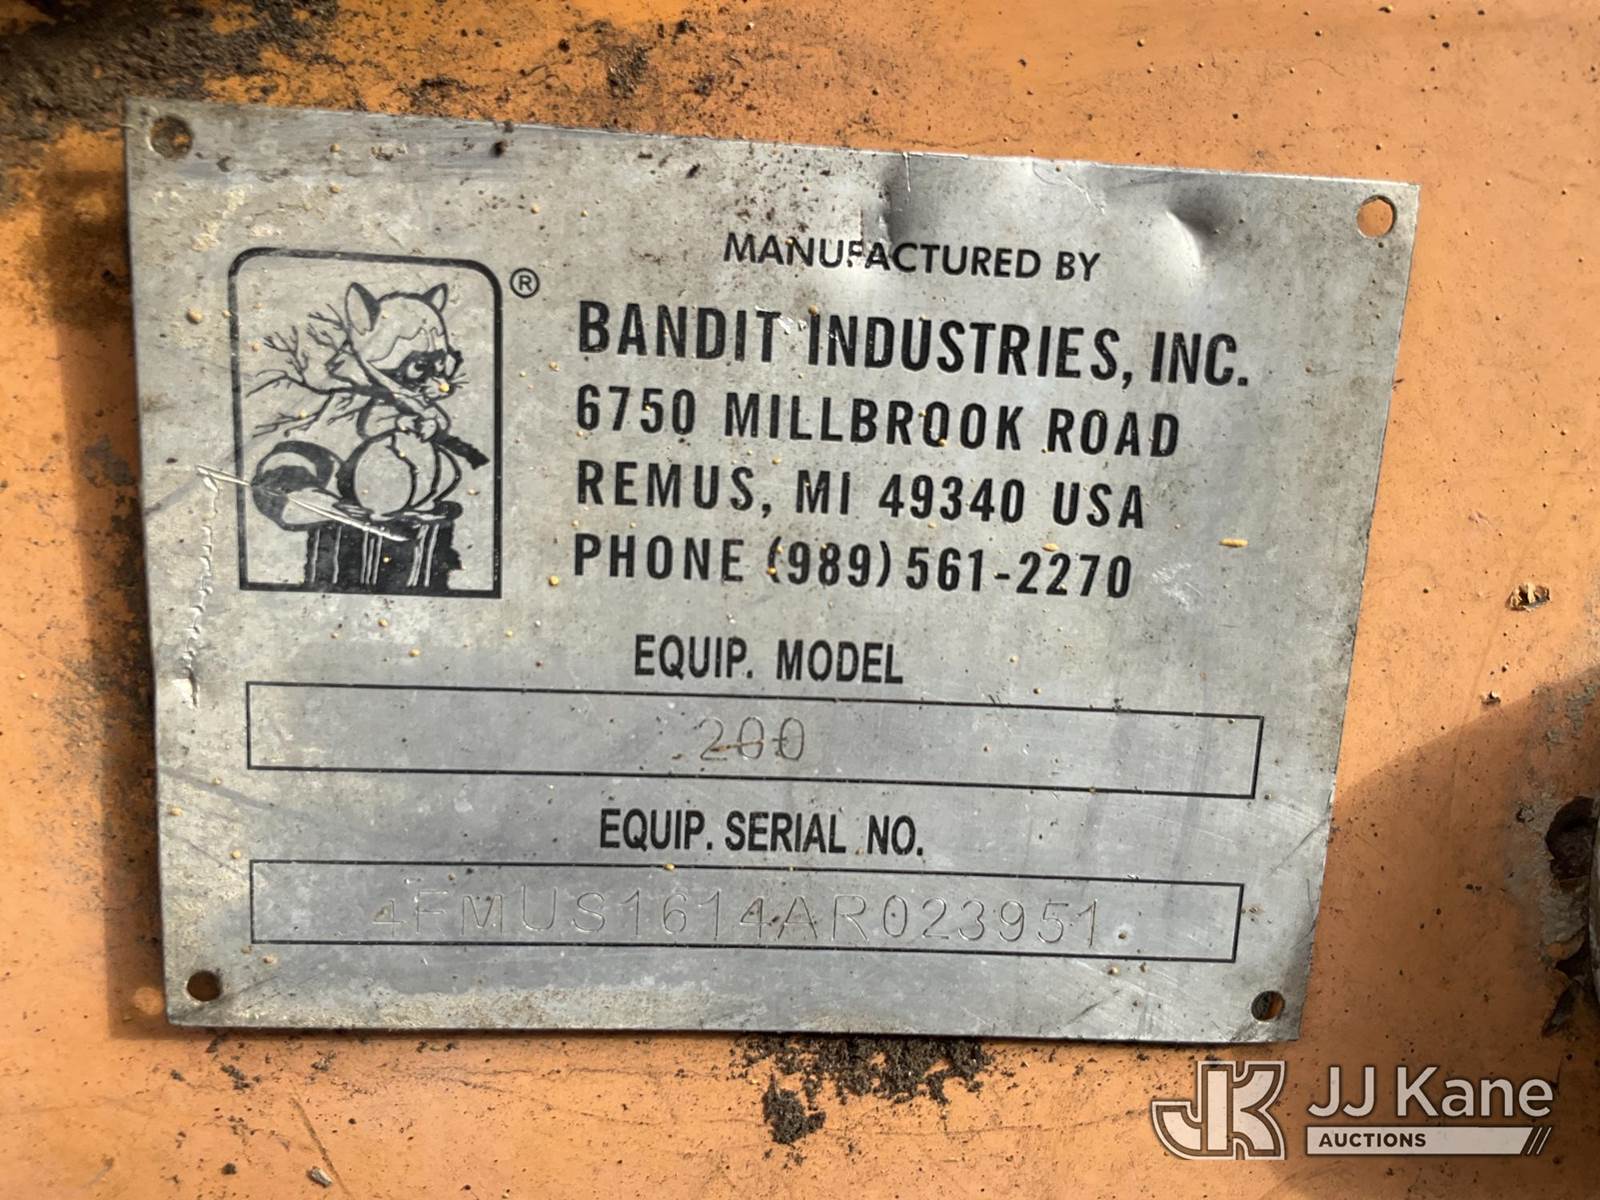 MANUFACTURED BY
®
BANDIT INDUSTRIES, INC.
6750 MILLBROOK ROAD
REMUS, MI 49340 USA
PHONE (989) 561-2270
EQUIP. MODEL
200
EQUIP. SERIAL NO.
4FMUS1614AR023951
JK JJ Kane
AUCTIONS